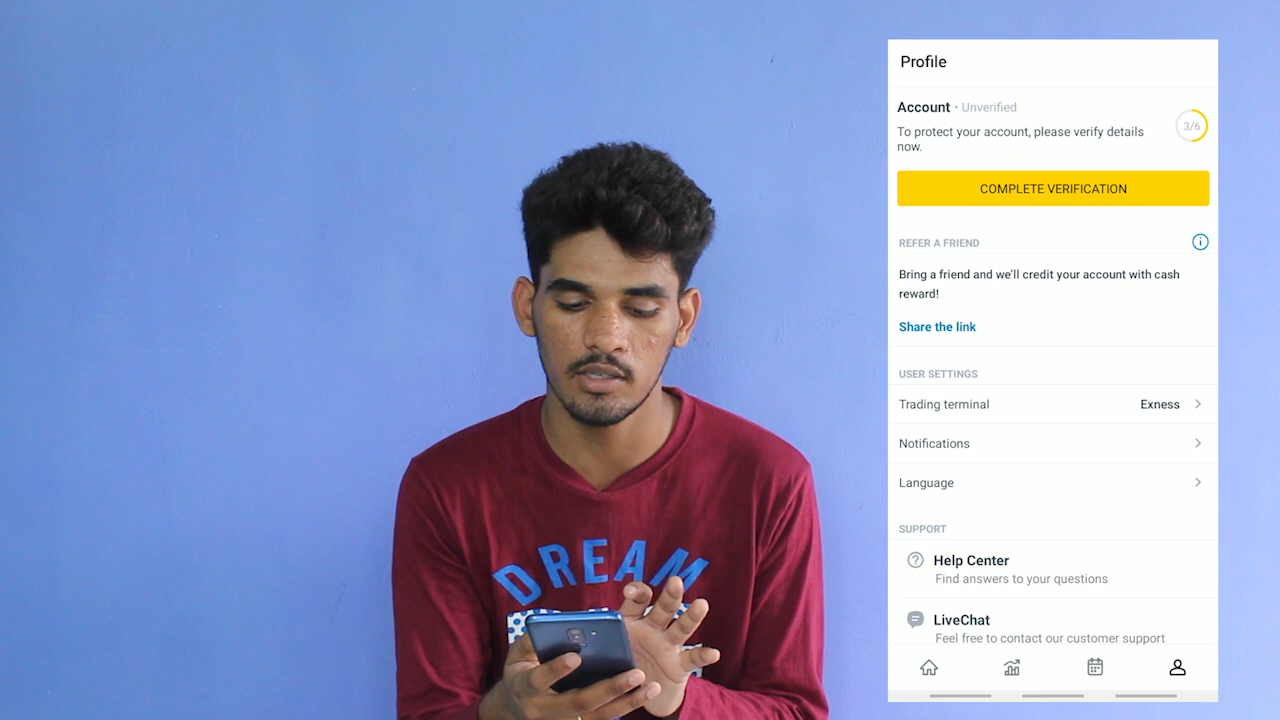 Profile
Account • Unverified
3/6
To protect your account, please verify details
now.
COMPLETE VERIFICATION
REFER A FRIEND
Bring a friend and we'll credit your account with cash
reward!
Share the link
USER SETTINGS
Trading terminal Exness
Notifications
Language
SUPPORT
Help Center
Find answers to your questions
LiveChat
Feel free to contact our customer support
DREAM